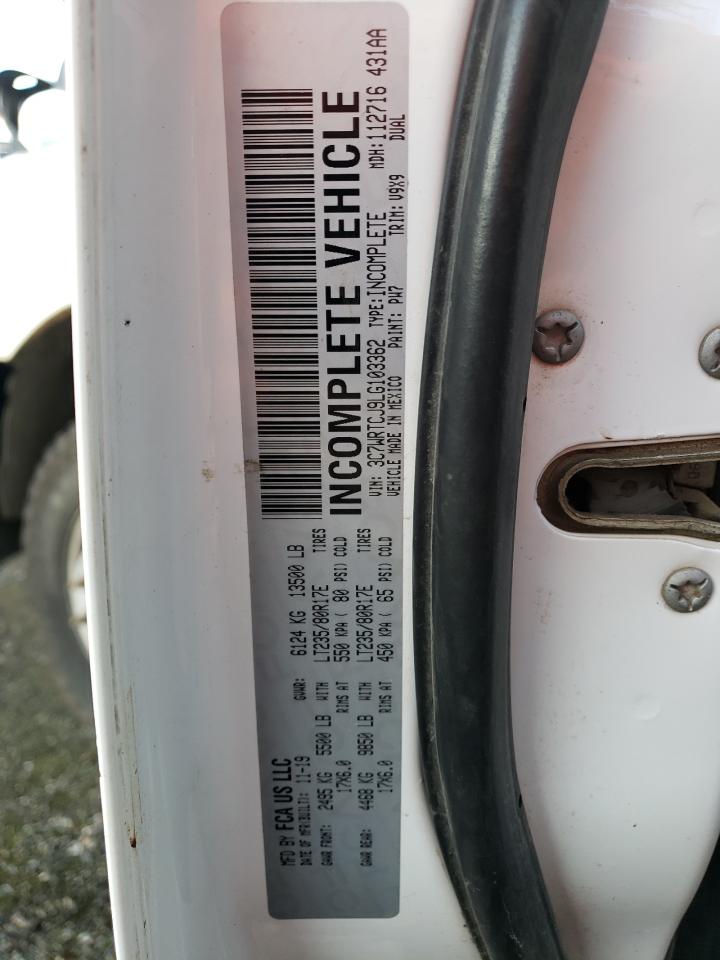 MFD BY FCA US LLC
DATE OF MFR(BUILT): 11-19 GVWR: 6124 KG 13500 LB
GAWR FRONT: 2495 KG 5500 LB WITH LT235/80R17E TIRES
17X6.0 RIMS AT 550 KPA ( 80 PSI) COLD
GAWR REAR: 4468 KG 9850 LB WITH LT235/80R17E TIRES
17X6.0 RIMS AT 450 KPA ( 65 PSI) COLD
INCOMPLETE VEHICLE
VIN: 3C7WRTCJ9LG103362 TYPE:INCOMPLETE MDH:112716 431AA
VEHICLE MADE IN MEXICO PAINT: PW7 TRIM: V9X9 DUAL